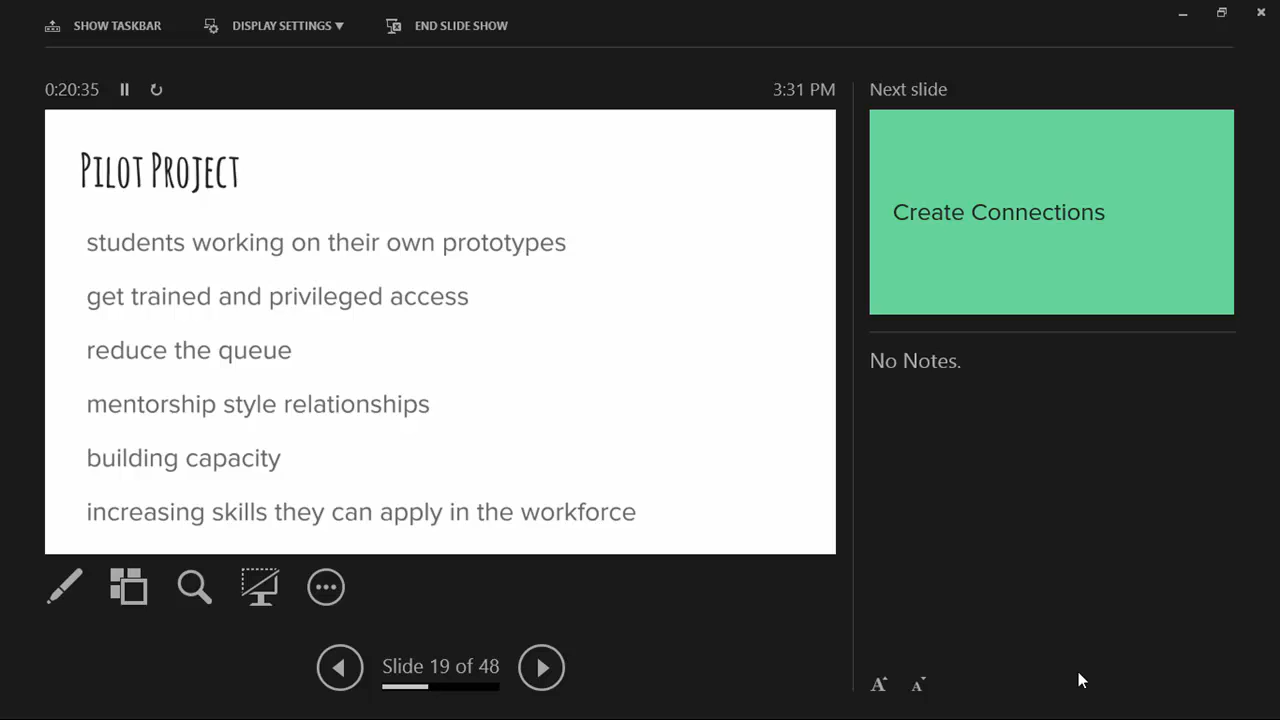 SHOW TASKBAR DISPLAY SETTINGS ▼ END SLIDE SHOW
0:20:35 3:31 PM
Pilot Project
students working on their own prototypes
get trained and privileged access
reduce the queue
mentorship style relationships
building capacity
increasing skills they can apply in the workforce
Slide 19 of 48
Next slide
Create Connections
No Notes.
A A